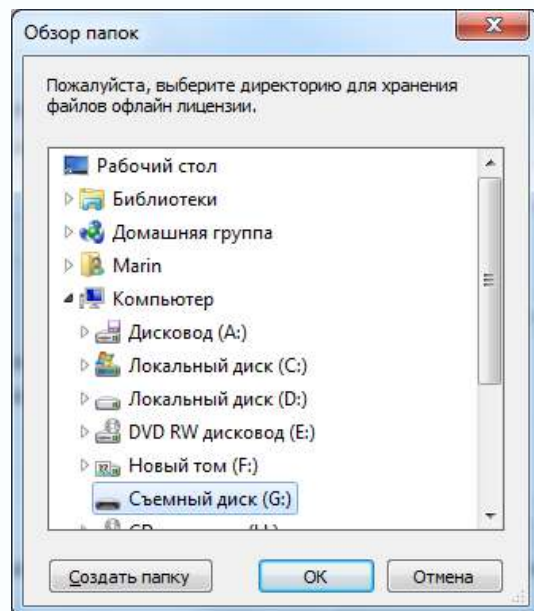 Обзор папок
Пожалуйста, выберите директорию для хранения
файлов офлайн лицензии.
Рабочий стол
Библиотеки
Домашняя группа
Marin
Компьютер
Дисковод (A:)
Локальный диск (C:)
Локальный диск (D:)
DVD RW дисковод (E:)
Новый том (F:)
Съемный диск (G:)
Создать папку
ОК
Отмена